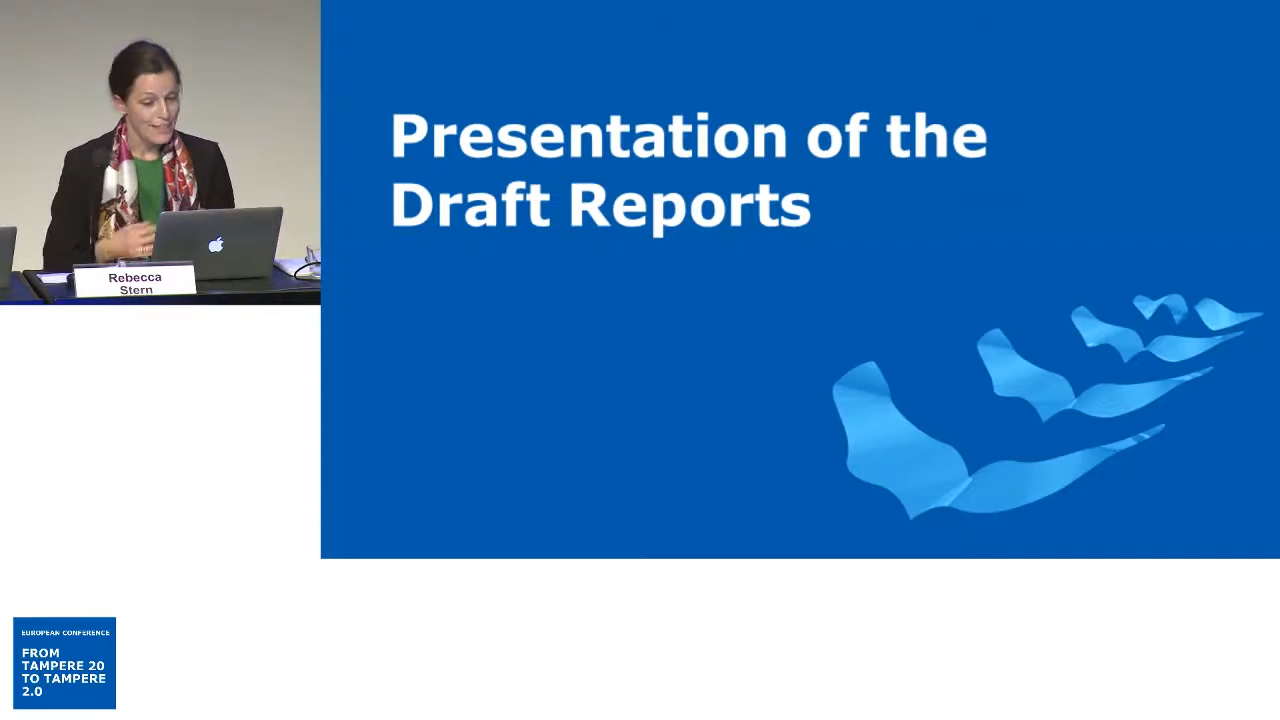 Presentation of the
Draft Reports
Rebecca
Stern
EUROPEAN CONFERENCE
FROM
TAMPERE 20
TO TAMPERE
2.0